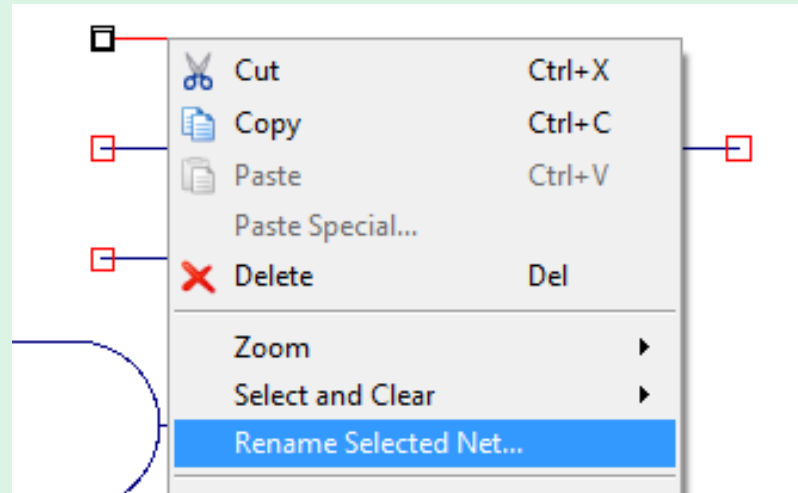 Cut Ctrl+X
Copy Ctrl+C
Paste Ctrl+V
Paste Special...
Delete Del
Zoom
Select and Clear
Rename Selected Net...